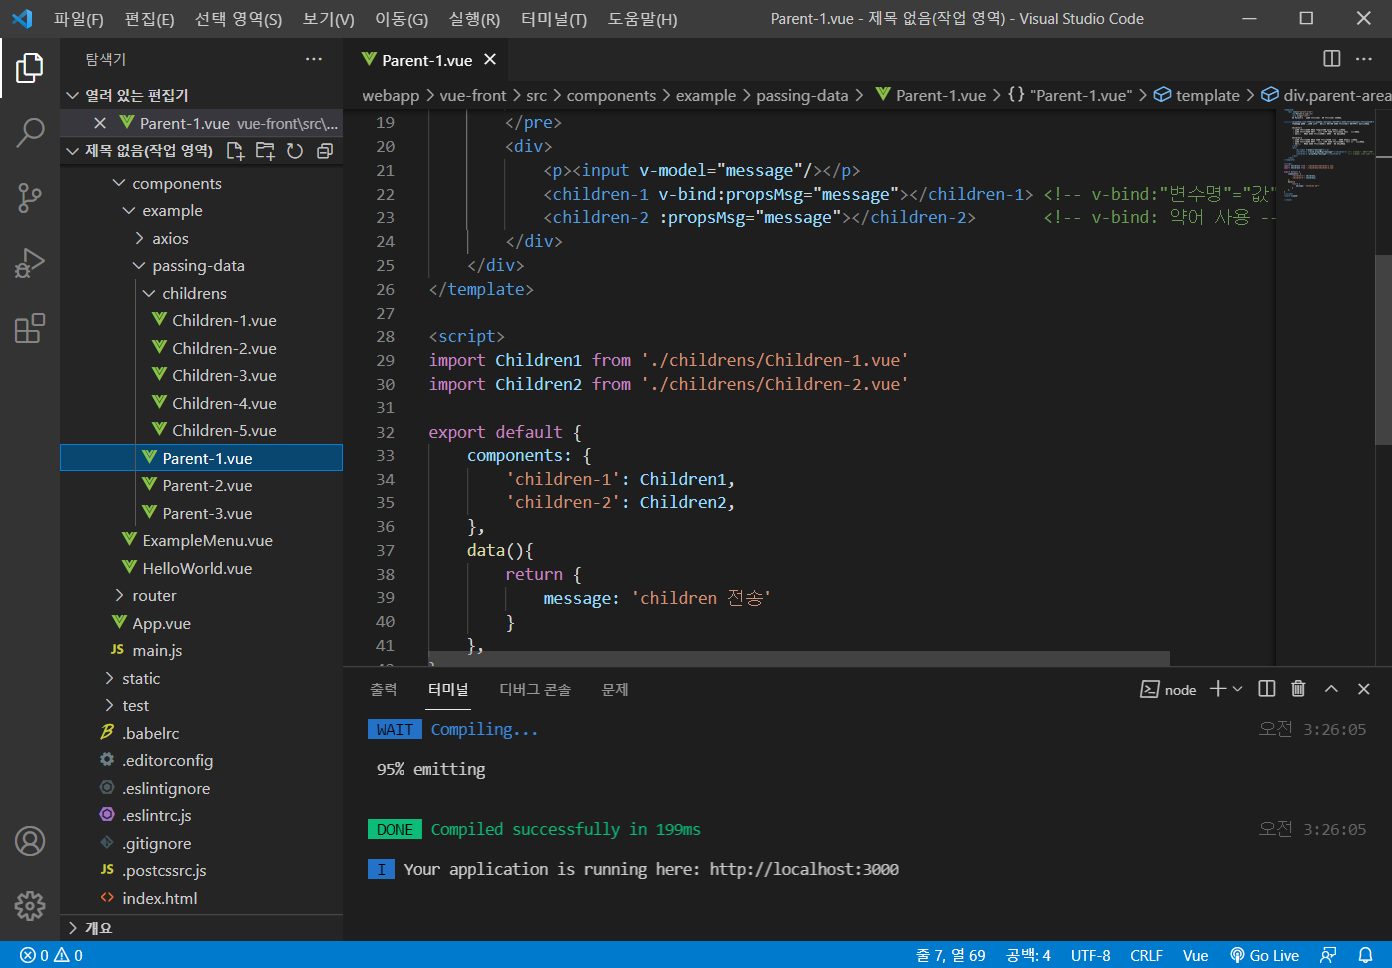 파일(F) 편집(E) 선택 영역(S) 보기(V) 이동(G) 실행(R) 터미널(T) 도움말(H) Parent-1.vue - 제목 없음(작업 영역) - Visual Studio Code
탐색기
열려 있는 편집기
Parent-1.vue vue-front\src\...
제목 없음(작업 영역)
components
example
axios
passing-data
childrens
Children-1.vue
Children-2.vue
Children-3.vue
Children-4.vue
Children-5.vue
Parent-1.vue
Parent-2.vue
Parent-3.vue
ExampleMenu.vue
HelloWorld.vue
router
App.vue
JS main.js
static
test
.babelrc
.editorconfig
.eslintignore
.eslintrc.js
.gitignore
JS .postcssrc.js
index.html
개요
Parent-1.vue
webapp > vue-front > src > components > example > passing-data > Parent-1.vue > {} "Parent-1.vue" > template > div.parent-area
19 </pre>
20 <div>
21 <p><input v-model="message"/></p>
22 <children-1 v-bind:propsMsg="message"></children-1> <!-- v-bind:"변수명"="값"
23 <children-2 :propsMsg="message"></children-2> <!-- v-bind: 약어 사용 --
24 </div>
25 </div>
26 </template>
27
28 <script>
29 import Children1 from './childrens/Children-1.vue'
30 import Children2 from './childrens/Children-2.vue'
31
32 export default {
33 components: {
34 'children-1': Children1,
35 'children-2': Children2,
36 },
37 data(){
38 return {
39 message: 'children 전송'
40 }
41 },
출력 터미널 디버그 콘솔 문제 node
WAIT Compiling... 오전 3:26:05
95% emitting
DONE Compiled successfully in 199ms 오전 3:26:05
I Your application is running here: http://localhost:3000
0 0 줄 7, 열 69 공백: 4 UTF-8 CRLF Vue Go Live